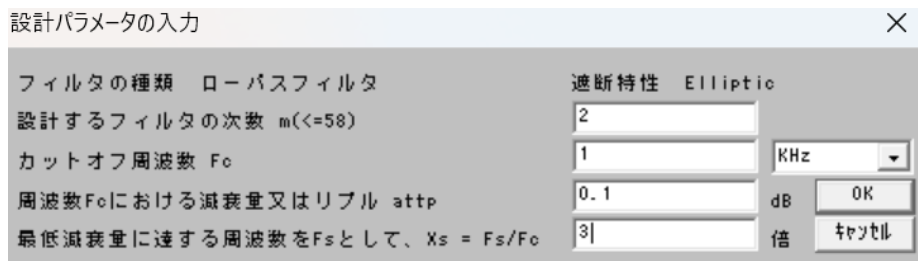 設計パラメータの入力
フィルタの種類 ローパスフィルタ 遮断特性 Elliptic
設計するフィルタの次数 m(<=58) 2
カットオフ周波数 Fc 1 KHz
周波数Fcにおける減衰量又はリプル attp 0.1 dB OK
最低減衰量に達する周波数をFsとして、Xs = Fs/Fc 3 倍 ｷｬﾝｾﾙ